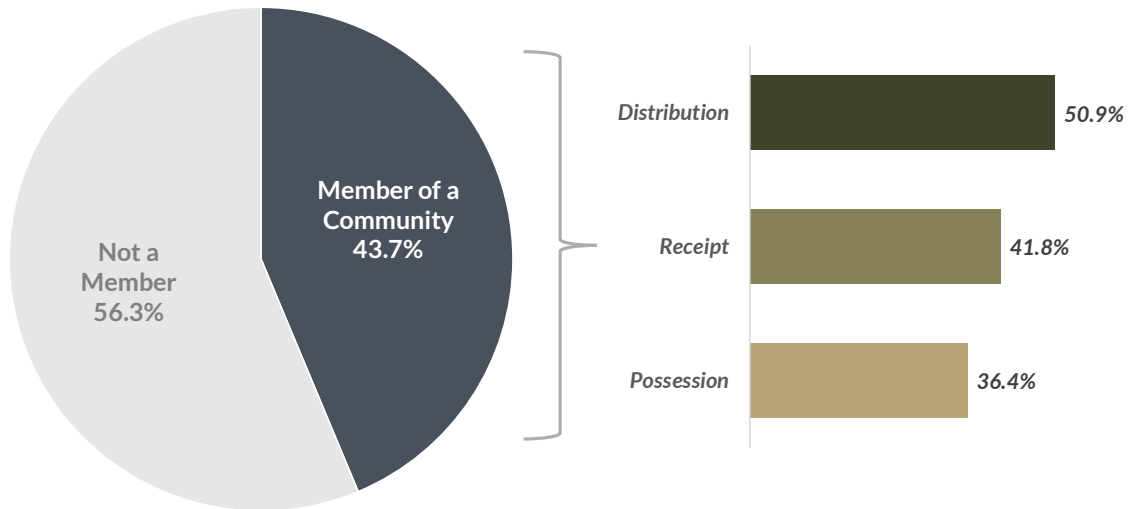 Member of a
Community
43.7%
Not a
Member
56.3%
Distribution
50.9%
Receipt
41.8%
Possession
36.4%